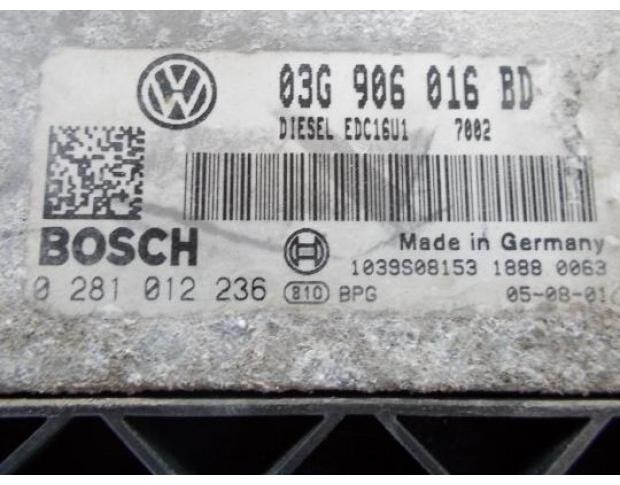 03G 906 016 BD
DIESEL EDC16U1 7002
BOSCH
Made in Germany
1039S08153 1888 0063
0 281 012 236 810 BPG 05-08-01